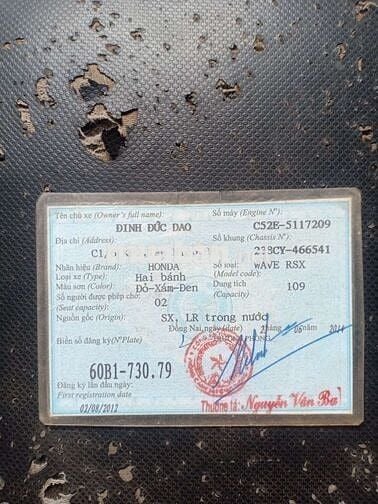 Tên chủ xe (Owner's full name): Số máy (Engine N°):
ĐINH ĐỨC DAO C52E-5117209
Địa chỉ (Address): Số khung (Chassis N°)
C1/ CY-466541
Nhãn hiệu (Brand): HONDA Số loại: WAVE RSX
Loại xe (Type): Hai bánh (Model code):
Màu sơn (Color): Đỏ-Xám-Đen Dung tích 109
Số người được phép chở: 02 (Capacity)
(Seat capacity):
Nguồn gốc (Origin): SX, LR trong nước
Đồng Nai, ngày (date)
Biển số đăng ký(N°Plate)
60B1-730.79
Đăng ký lần đầu ngày:
First registration date
02/08/2012
Thượng tá: Nguyễn Văn Ba